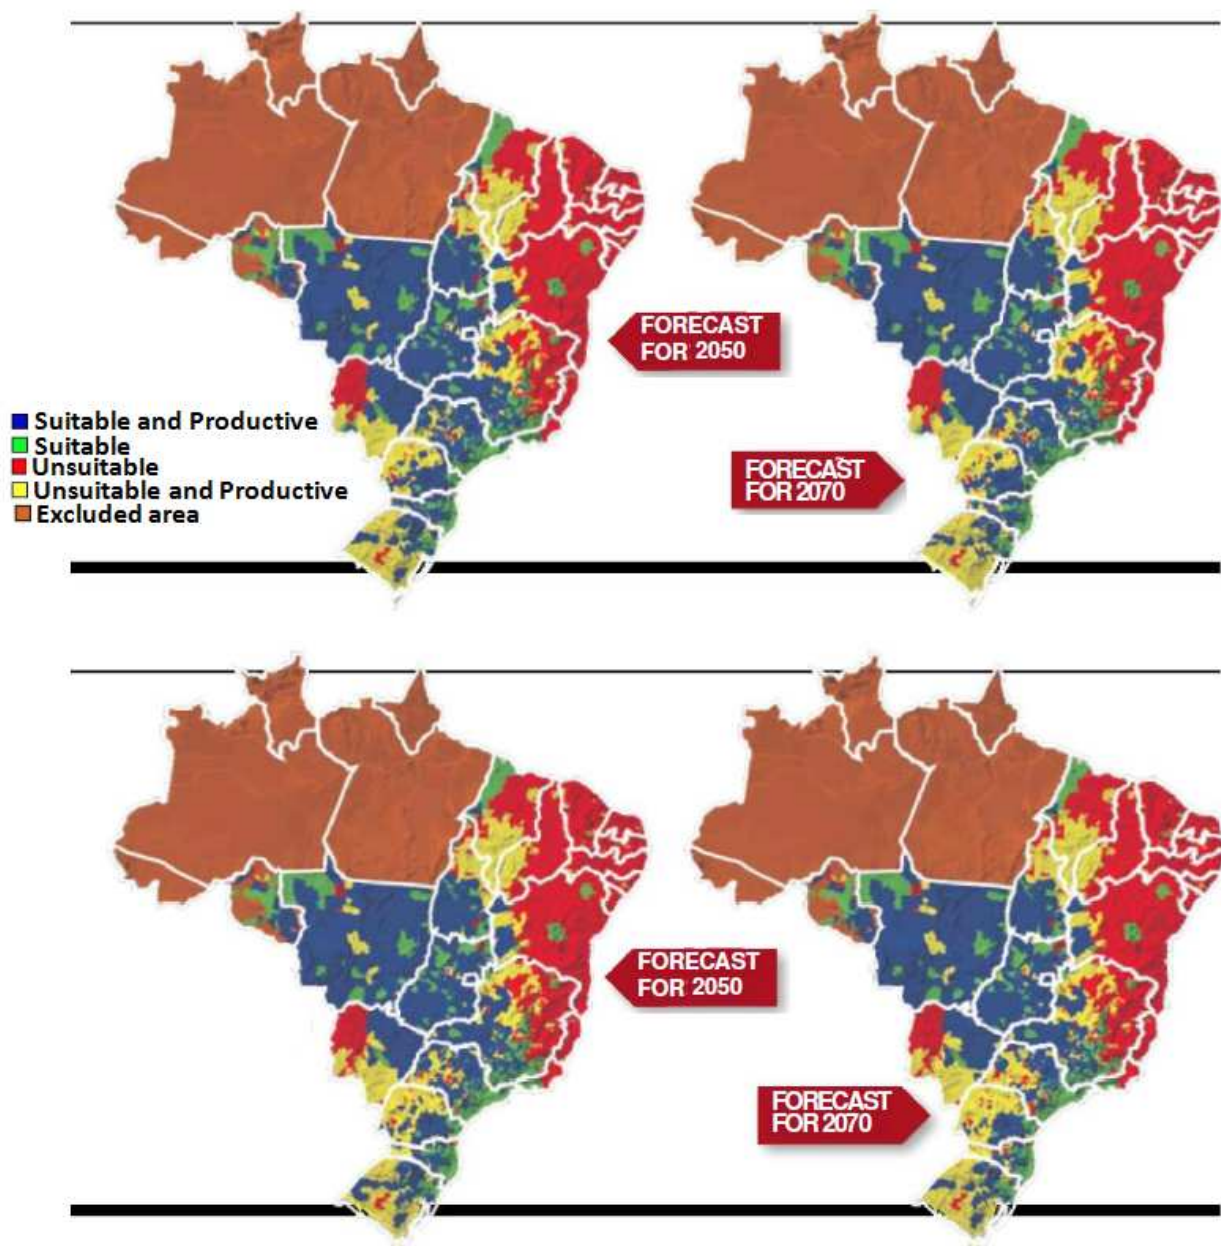 FORECAST
FOR 2050
Suitable and Productive
Suitable
Unsuitable
Unsuitable and Productive
Excluded area
FORECAST
FOR 2070
FORECAST
FOR 2050
FORECAST
FOR 2070